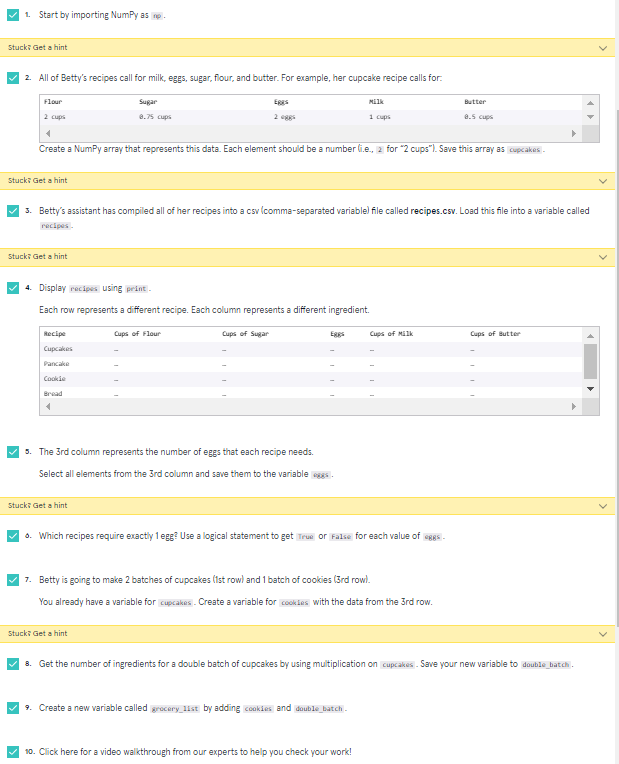 1. Start by importing NumPy as np.
Stuck? Get a hint
2. All of Betty's recipes call for milk, eggs, sugar, flour, and butter. For example, her cupcake recipe calls for:
Flour Sugar Eggs Milk Butter
2 cups 0.75 cups 2 eggs 1 cups 0.5 cups
Create a NumPy array that represents this data. Each element should be a number (i.e., 2 for "2 cups"). Save this array as cupcakes.
Stuck? Get a hint
3. Betty's assistant has compiled all of her recipes into a csv (comma-separated variable) file called recipes.csv. Load this file into a variable called
recipes.
Stuck? Get a hint
4. Display recipes using print.
Each row represents a different recipe. Each column represents a different ingredient.
Recipe Cups of Flour Cups of Sugar Eggs Cups of Milk Cups of Butter
Cupcakes – – – – –
Pancake – – – –
Cookie – – – –
Bread – – – –
5. The 3rd column represents the number of eggs that each recipe needs.
Select all elements from the 3rd column and save them to the variable eggs.
Stuck? Get a hint
6. Which recipes require exactly 1 egg? Use a logical statement to get True or False for each value of eggs.
7. Betty is going to make 2 batches of cupcakes (1st row) and 1 batch of cookies (3rd row).
You already have a variable for cupcakes. Create a variable for cookies with the data from the 3rd row.
Stuck? Get a hint
8. Get the number of ingredients for a double batch of cupcakes by using multiplication on cupcakes. Save your new variable to double_batch.
9. Create a new variable called grocery_list by adding cookies and double_batch.
10. Click here for a video walkthrough from our experts to help you check your work!